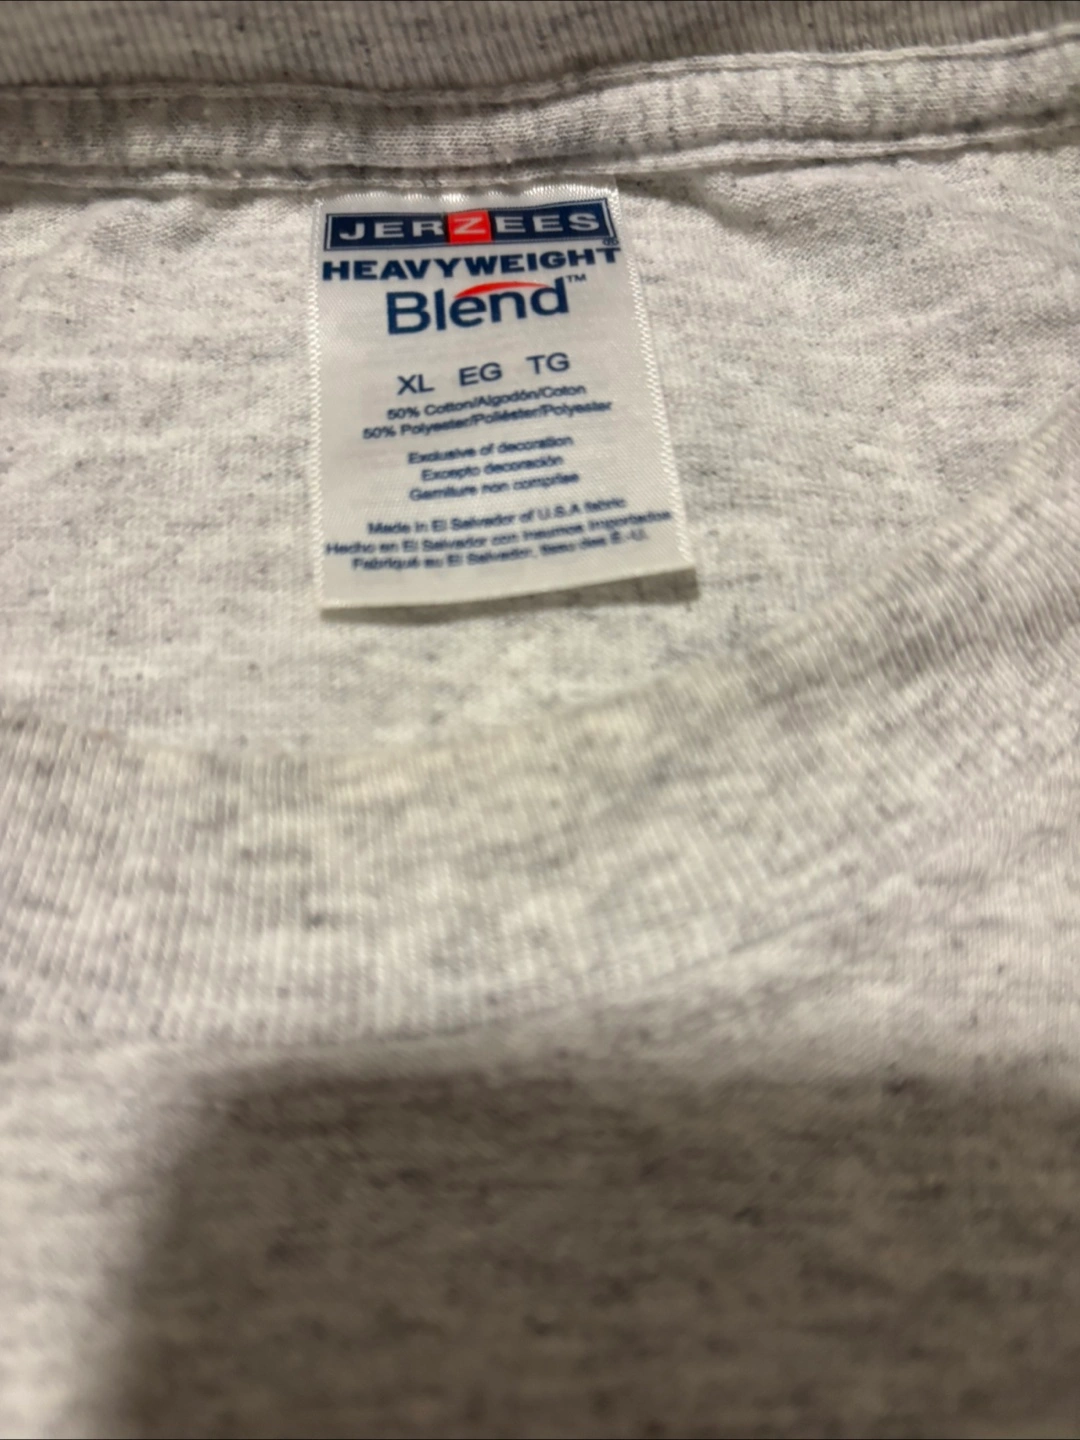 JERZEES
®
HEAVYWEIGHT
Blend™
XL EG TG
50% Cotton/Algodón/Coton
50% Polyester/Poliéster/Polyester
Exclusive of decoration
Excepto decoración
Garniture non comprise
Made in El Salvador of U.S.A fabric
Hecho en El Salvador con Insumos Importados
Fabriqué au El Salvador, tissu des É.-U.